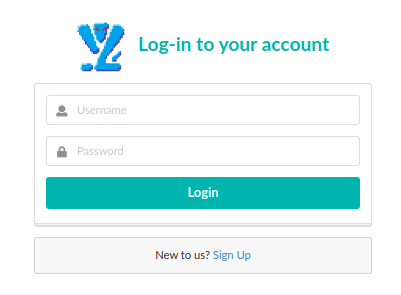 Log-in to your account
Username
Password
Login
New to us? Sign Up